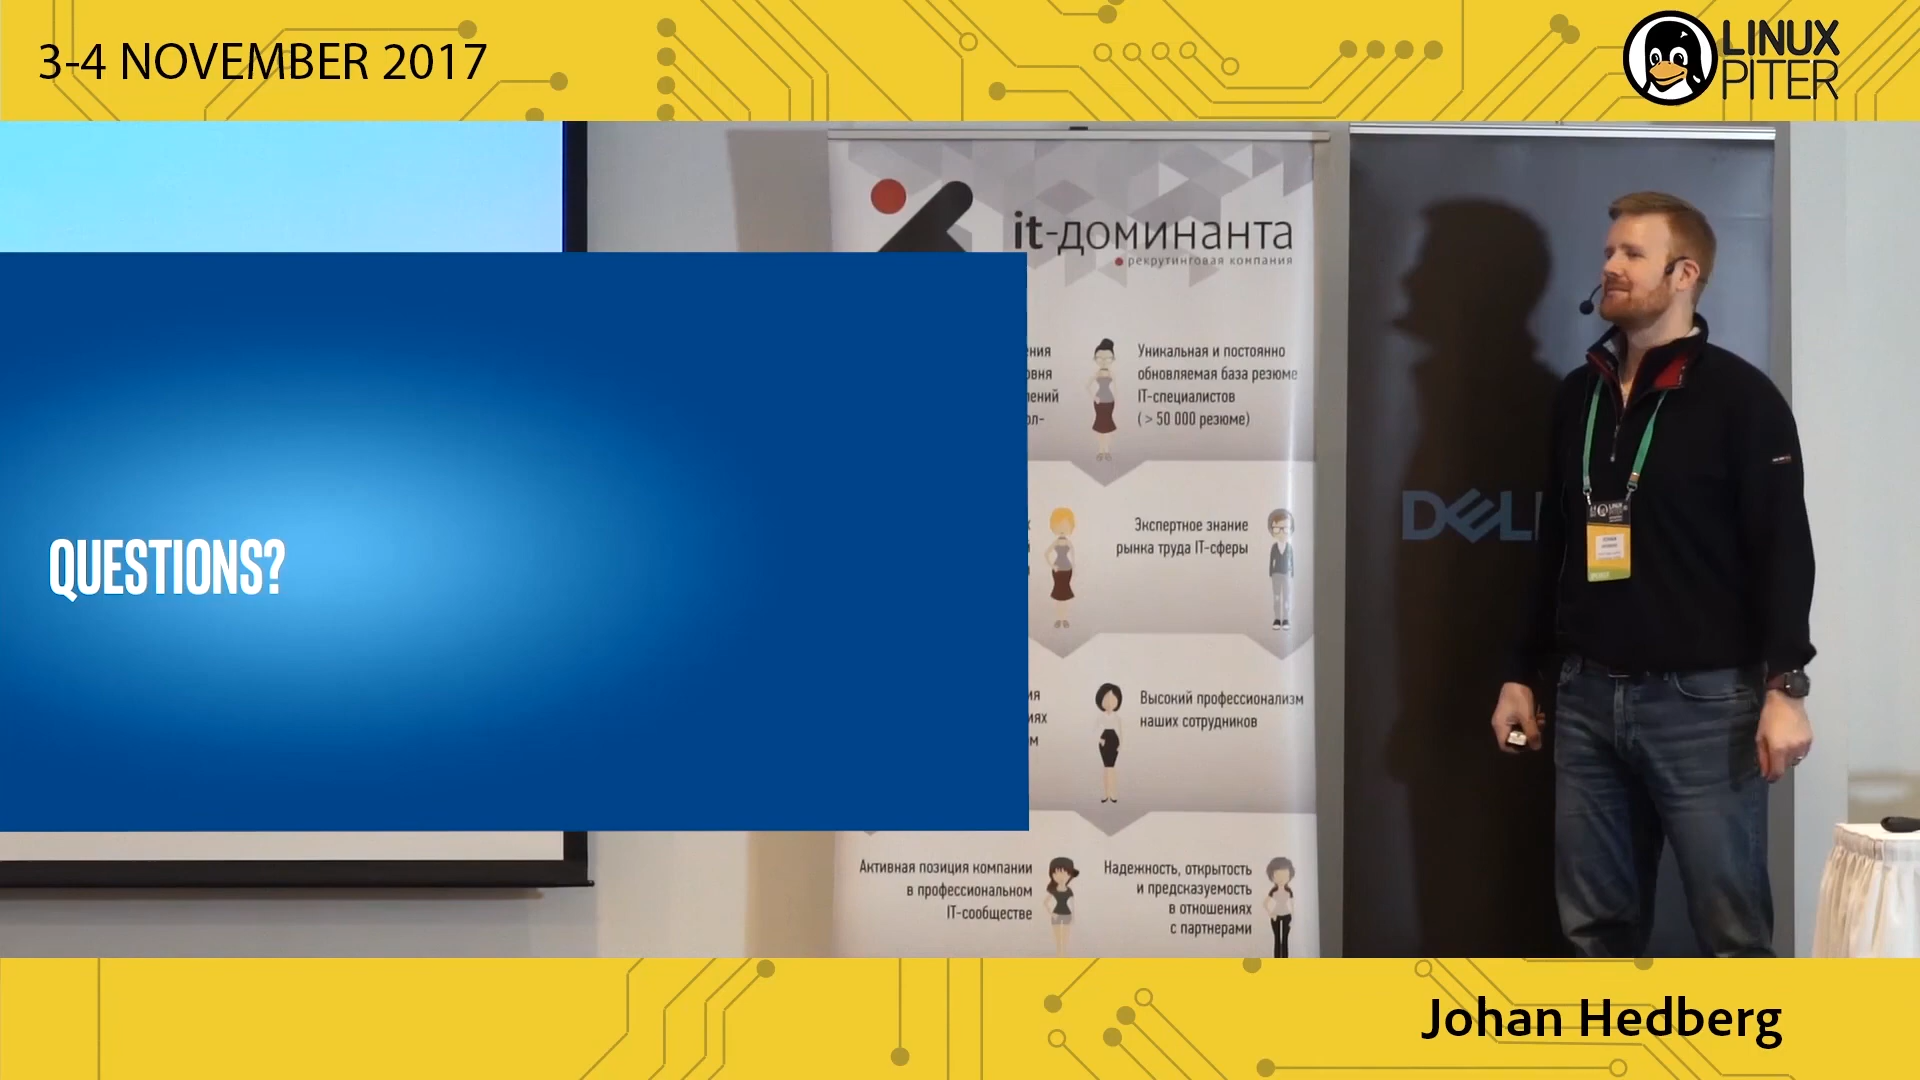 3-4 NOVEMBER 2017
LINUX
PITER
it-доминанта
рекрутинговая компания
Уникальная и постоянно
обновляемая база резюме
IT-специалистов
( > 50 000 резюме)
Экспертное знание
рынка труда IT-сферы
Высокий профессионализм
наших сотрудников
Активная позиция компании
в профессиональном
IT-сообществе
Надежность, открытость
и предсказуемость
в отношениях
с партнерами
QUESTIONS?
DELL
Johan Hedberg